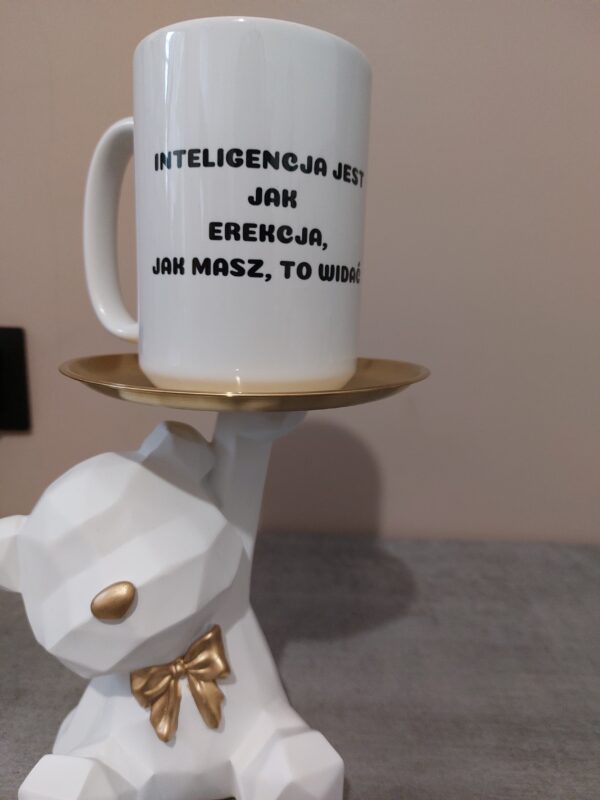 INTELIGENCJA JEST
JAK
EREKCJA,
JAK MASZ, TO WIDAĆ